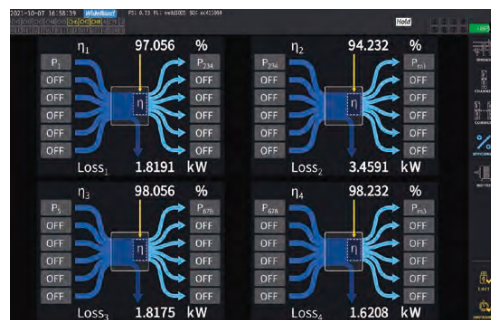 2021-10-07 16:58:39 WideBand!
Hold
η1 97.056 %
P1 P234
OFF OFF
OFF OFF
OFF η OFF
OFF OFF
OFF OFF
Loss1 1.8191 kW
η2 94.232 %
P234 Pm1
OFF OFF
OFF OFF
OFF η OFF
OFF OFF
OFF OFF
Loss2 3.4591 kW
η3 98.056 %
P5 P678
OFF OFF
OFF OFF
OFF η OFF
OFF OFF
OFF OFF
Loss3 1.8175 kW
η4 98.232 %
P678 Pm3
OFF OFF
OFF OFF
OFF η OFF
OFF OFF
OFF OFF
Loss4 1.6208 kW